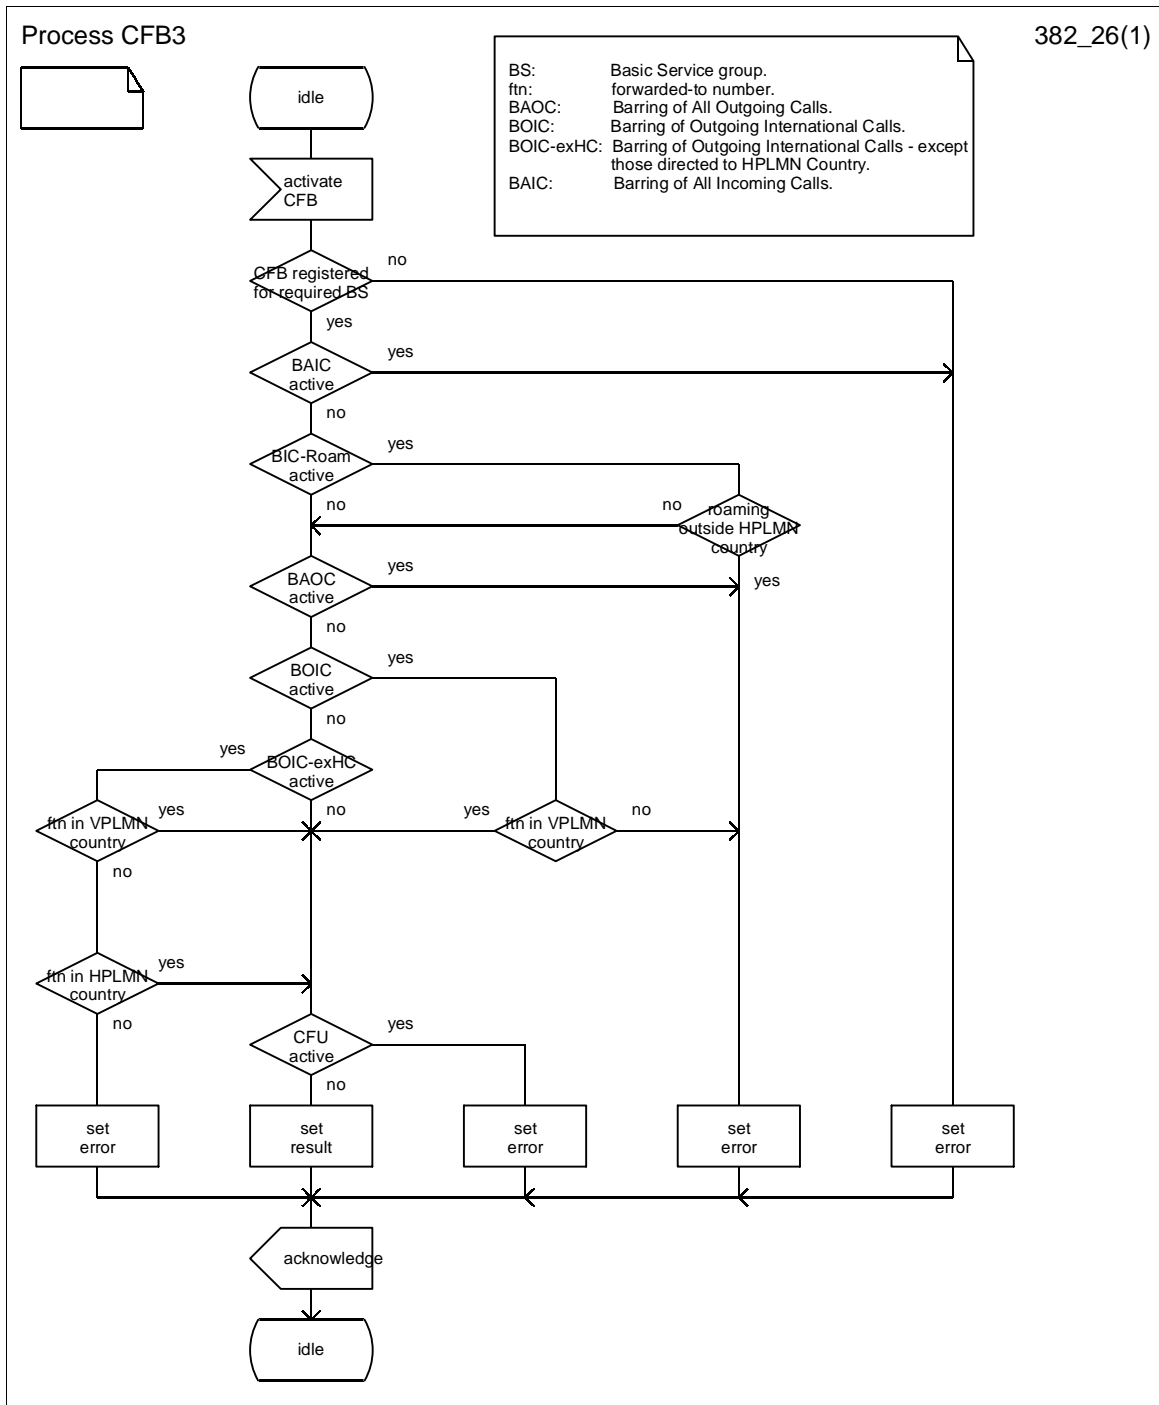 Process CFB3
382_26(1)
BS: Basic Service group.
ftn: forwarded-to number.
BAOC: Barring of All Outgoing Calls.
BOIC: Barring of Outgoing International Calls.
BOIC-exHC: Barring of Outgoing International Calls - except
those directed to HPLMN Country.
BAIC: Barring of All Incoming Calls.
idle
activate
CFB
CFB registered
for required BS
no
yes
BAIC
active
yes
no
BIC-Roam
active
yes
no
no
roaming
outside HPLMN
country
yes
BAOC
active
yes
no
BOIC
active
yes
no
yes
BOIC-exHC
active
no
ftn in VPLMN
country
yes
no
yes
ftn in VPLMN
country
no
ftn in HPLMN
country
yes
no
CFU
active
yes
no
set
error
set
result
set
error
set
error
set
error
acknowledge
idle